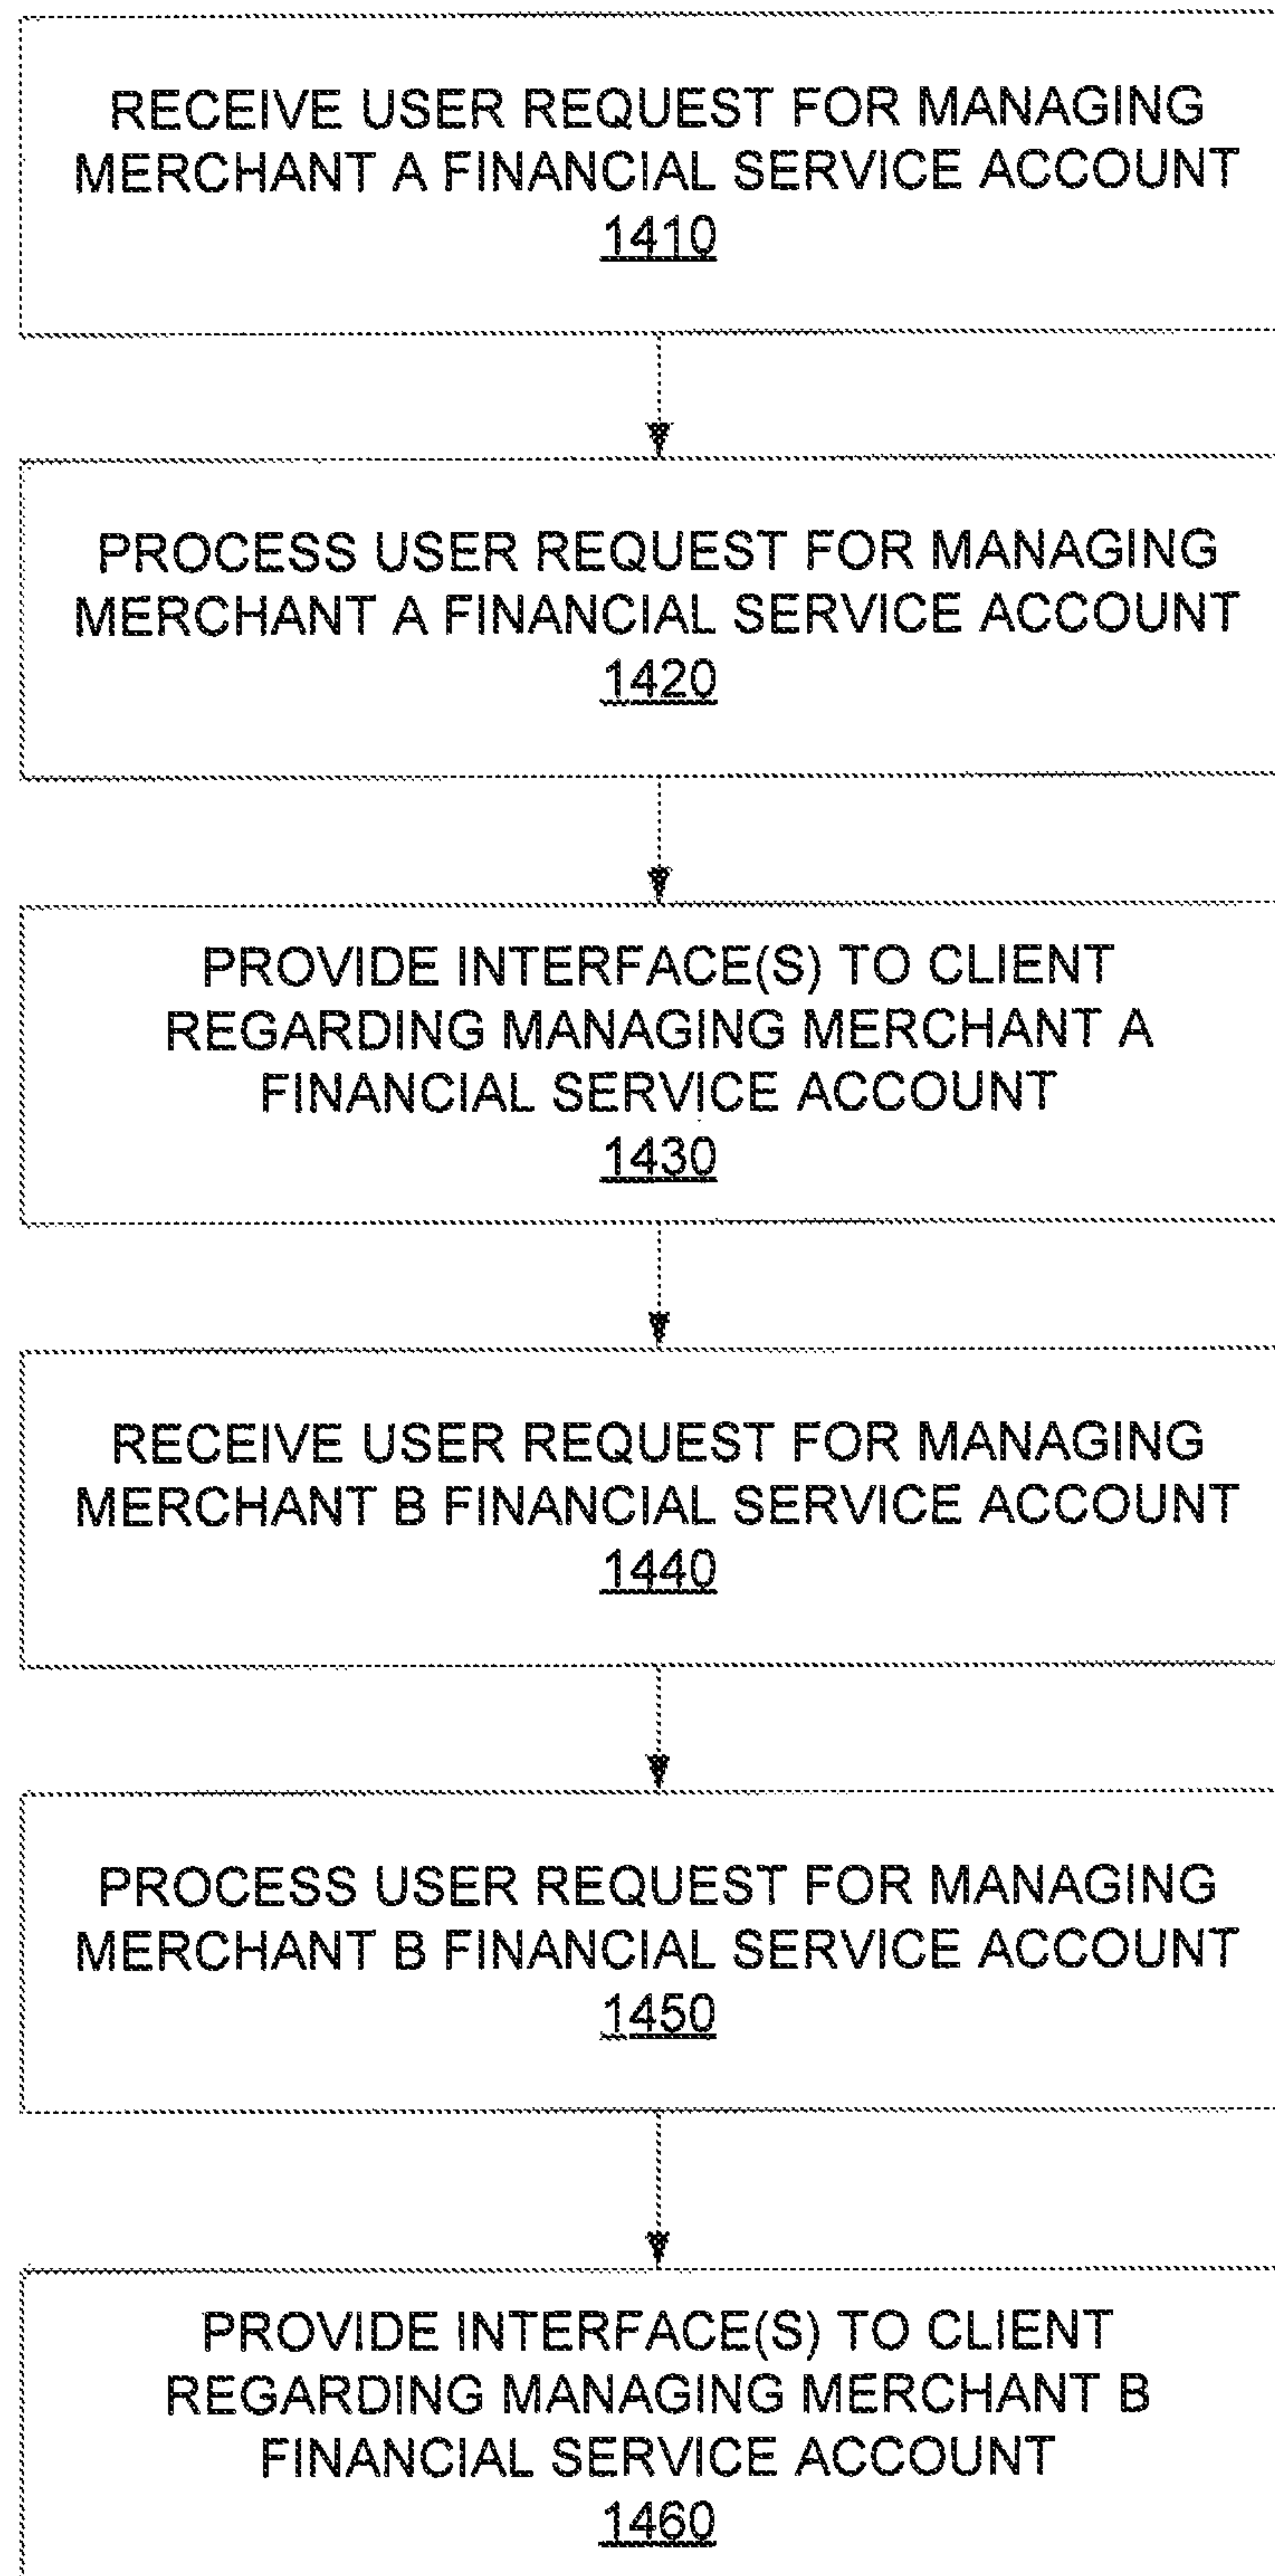 RECEIVE USER REQUEST FOR MANAGING
MERCHANT A FINANCIAL SERVICE ACCOUNT
1410
PROCESS USER REQUEST FOR MANAGING
MERCHANT A FINANCIAL SERVICE ACCOUNT
1420
PROVIDE INTERFACE(S) TO CLIENT
REGARDING MANAGING MERCHANT A
FINANCIAL SERVICE ACCOUNT
1430
RECEIVE USER REQUEST FOR MANAGING
MERCHANT B FINANCIAL SERVICE ACCOUNT
1440
PROCESS USER REQUEST FOR MANAGING
MERCHANT B FINANCIAL SERVICE ACCOUNT
1450
PROVIDE INTERFACE(S) TO CLIENT
REGARDING MANAGING MERCHANT B
FINANCIAL SERVICE ACCOUNT
1460